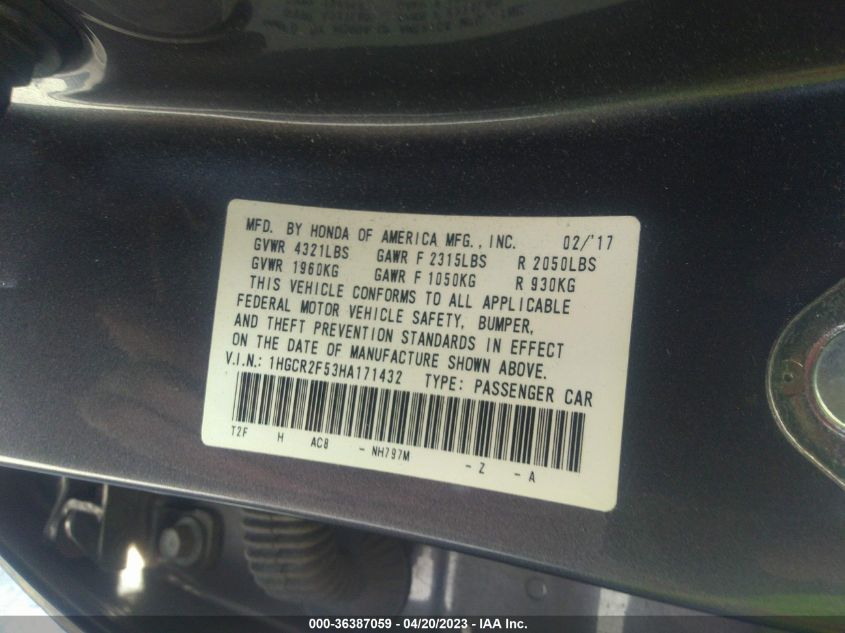 MFD. BY HONDA OF AMERICA MFG., INC. 02/'17
GVWR 4321LBS GAWR F 2315LBS R 2050LBS
GVWR 1960KG GAWR F 1050KG R 930KG
THIS VEHICLE CONFORMS TO ALL APPLICABLE
FEDERAL MOTOR VEHICLE SAFETY, BUMPER,
AND THEFT PREVENTION STANDARDS IN EFFECT
ON THE DATE OF MANUFACTURE SHOWN ABOVE.
V.I.N.: 1HGCR2F53HA171432 TYPE: PASSENGER CAR
T2F H AC8 - NH797M - Z - A
000-36387059 - 04/20/2023 - IAA Inc.